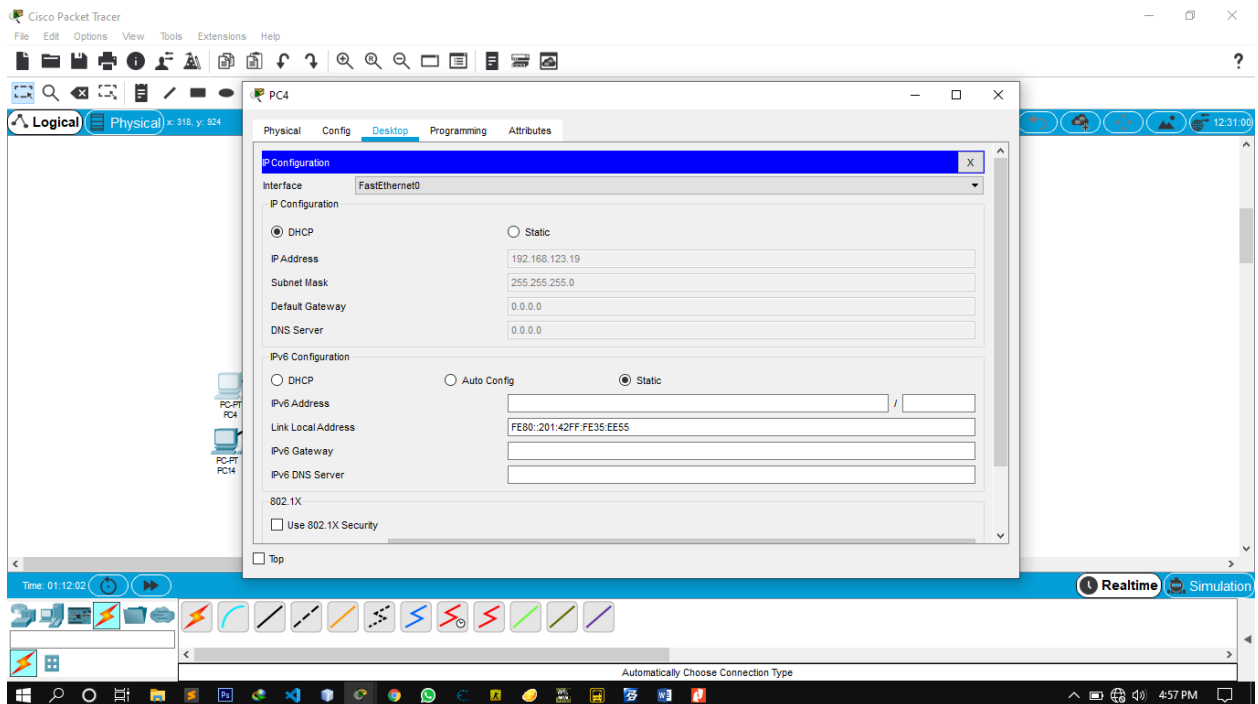 Cisco Packet Tracer
File Edit Options View Tools Extensions Help
?
PC4
Logical Physical x: 318, y: 924
12:31:00
Physical Config Desktop Programming Attributes
IP Configuration X
Interface FastEthernet0
IP Configuration
DHCP Static
IP Address 192.168.123.19
Subnet Mask 255.255.255.0
Default Gateway 0.0.0.0
DNS Server 0.0.0.0
IPv6 Configuration
DHCP Auto Config Static
IPv6 Address /
Link Local Address FE80::201:42FF:FE35:EE55
IPv6 Gateway
IPv6 DNS Server
802.1X
Use 802.1X Security
Top
PC-PT
PC4
PC-PT
PC14
Time: 01:12:02 Realtime Simulation
Automatically Choose Connection Type
4:57 PM